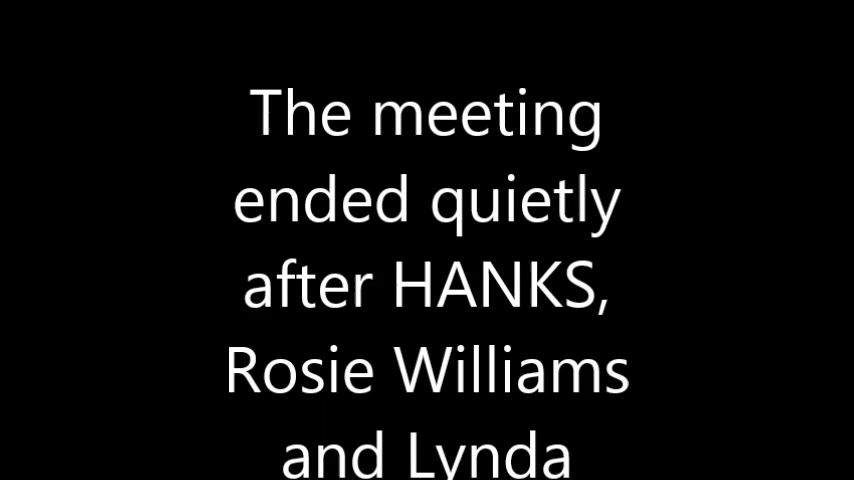 The meeting
ended quietly
after HANKS,
Rosie Williams
and Lynda